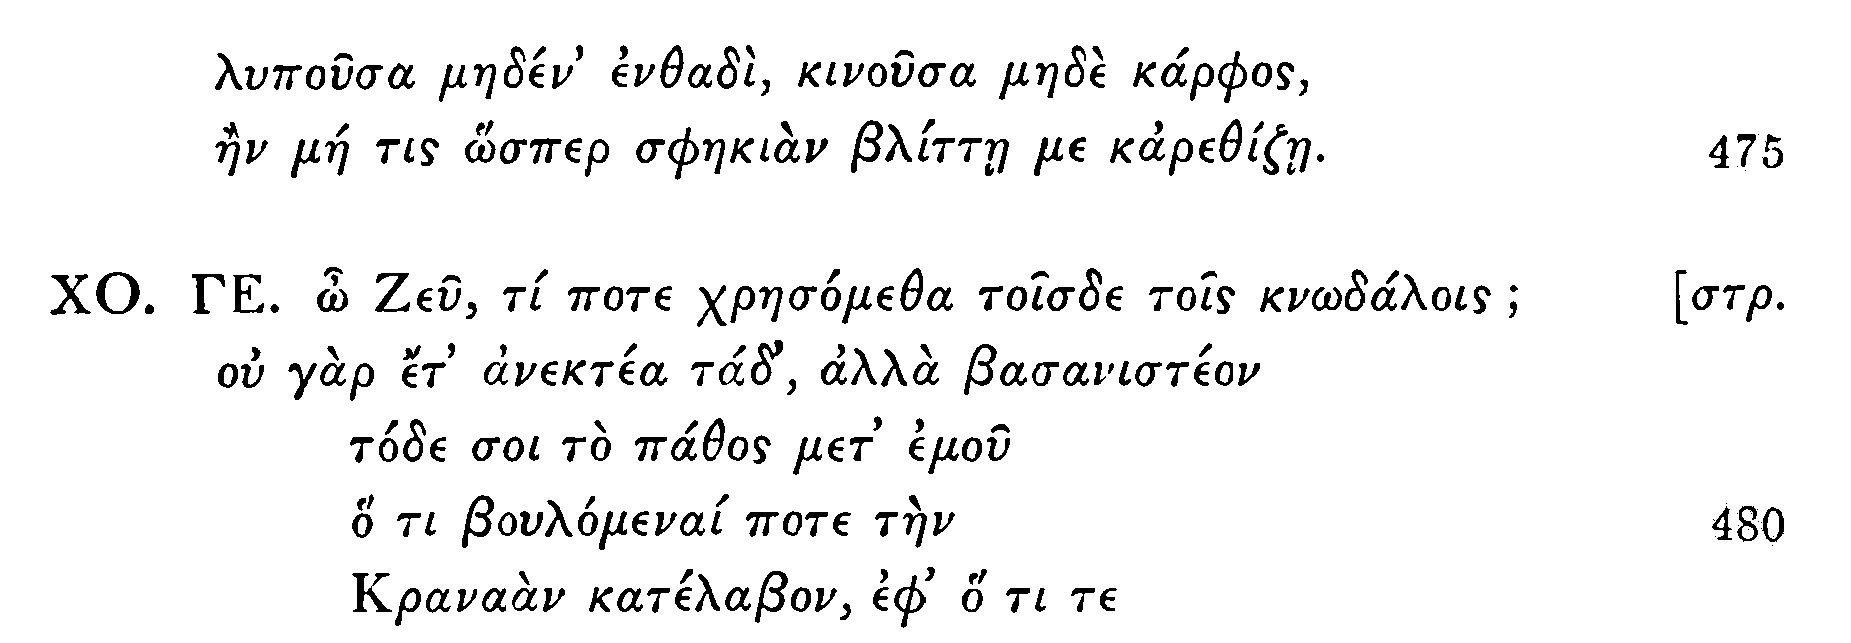 λυποῦσα μηδέν’ ἐνθαδὶ, κινοῦσα μηδὲ κάρφος,
ἢν μή τις ὥσπερ σφηκιὰν βλίττῃ με κἀρεθίζῃ. 475
ΧΟ. ΓΕ. ὦ Ζεῦ, τί ποτε χρησόμεθα τοῖσδε τοῖς κνωδάλοις ; [στρ.
οὐ γὰρ ἔτ’ ἀνεκτέα τάδ’, ἀλλὰ βασανιστέον
τόδε σοι τὸ πάθος μετ’ ἐμοῦ
ὅ τι βουλόμεναί ποτε τὴν 480
Κραναὰν κατέλαβον, ἐφ’ ὅ τι τε